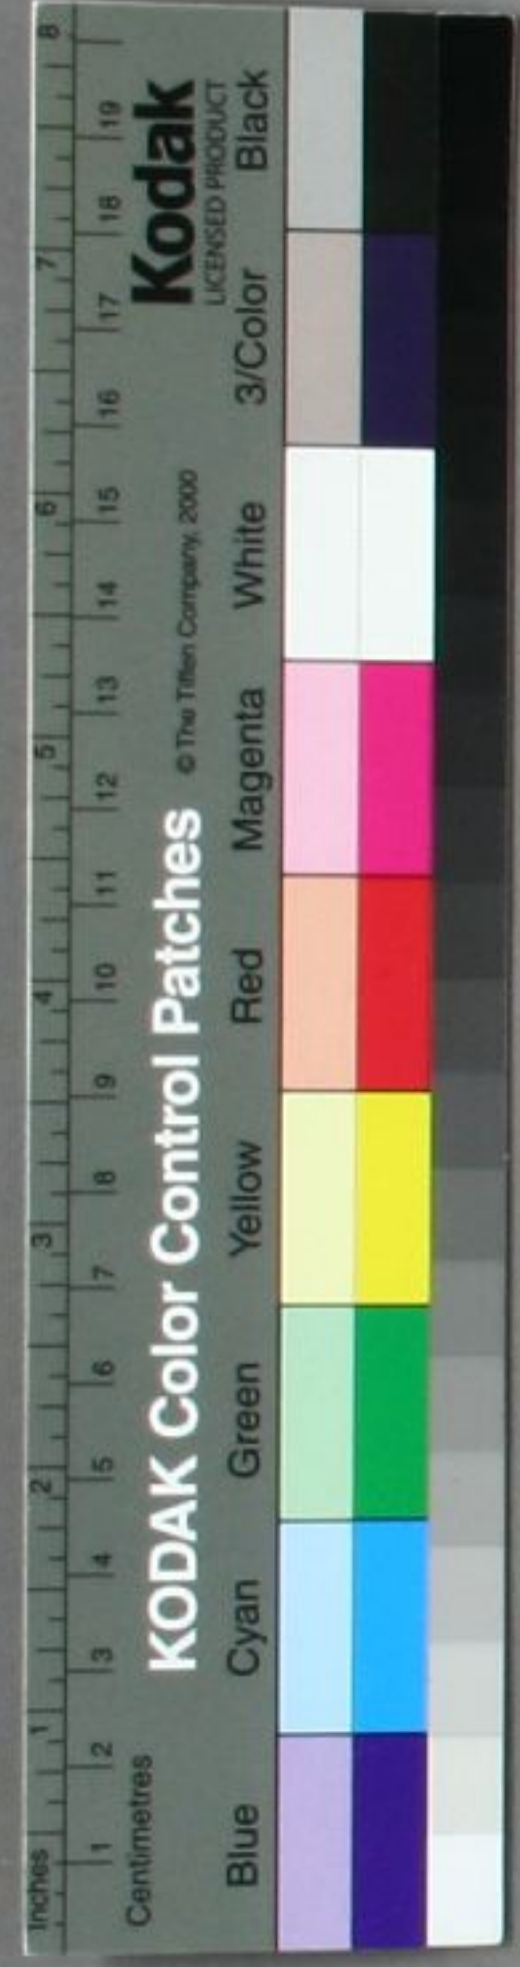 Inches 1 2 3 4 5 6 7 8
1 2 3 4 5 6 7 8 9 10 11 12 13 14 15 16 17 18 19
Centimetres
KODAK Color Control Patches
© The Tiffen Company, 2000
Kodak
LICENSED PRODUCT
Blue Cyan Green Yellow Red Magenta White 3/Color Black